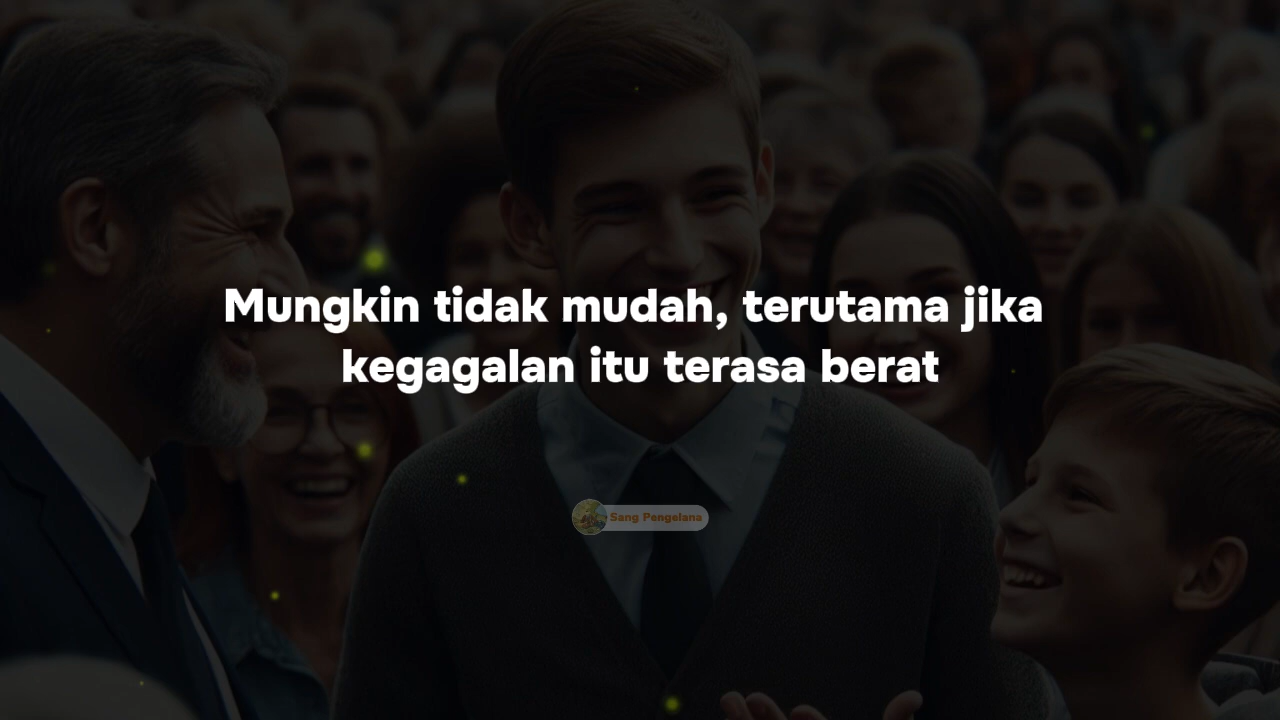 Mungkin tidak mudah, terutama jika
kegagalan itu terasa berat
Sang Pengelana